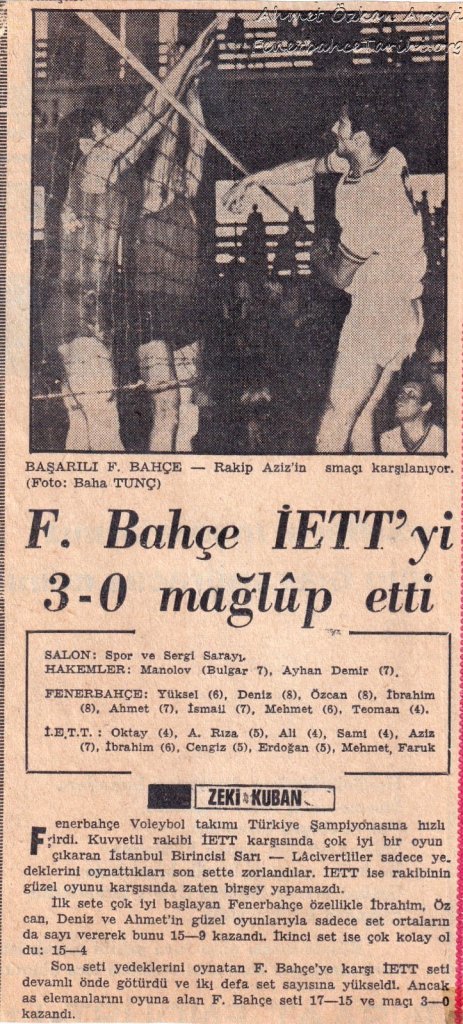 Ahmet Özcan Arşivi
FenerbahceTarihi.org
BAŞARILI F. BAHÇE — Rakip Aziz'in smaçı karşılanıyor.
(Foto: Baha TUNÇ)
F. Bahçe İETT'yi
3-0 mağlûp etti
SALON: Spor ve Sergi Sarayı.
HAKEMLER: Manolov (Bulgar 7), Ayhan Demir (7).
FENERBAHÇE: Yüksel (6), Deniz (8), Özcan (8), İbrahim
(8), Ahmet (7), İsmail (7), Mehmet (6), Teoman (4).
İ.E.T.T. : Oktay (4), A. Rıza (5), Ali (4), Sami (4), Aziz
(7), İbrahim (6), Cengiz (5), Erdoğan (5), Mehmet, Faruk
ZEKİ KUBAN
Fenerbahçe Voleybol takımı Türkiye Şampiyonasına hızlı
girdi. Kuvvetli rakibi İETT karşısında çok iyi bir oyun
çıkaran İstanbul Birincisi Sarı — Lâcivertliler sadece ye.
deklerini oynattıkları son sette zorlandılar. İETT ise rakibinin
güzel oyunu karşısında zaten birşey yapamazdı.
İlk sete çok iyi başlayan Fenerbahçe özellikle İbrahim, Öz
can, Deniz ve Ahmet'in güzel oyunlarıyla sadece set ortaların
da sayı vererek bunu 15—9 kazandı. İkinci set ise çok kolay ol
du: 15—4
Son seti yedeklerini oynatan F. Bahçe'ye karşı İETT seti
devamlı önde götürdü ve iki defa set sayısına yükseldi. Ancak
as elemanlarını oyuna alan F. Bahçe seti 17—15 ve maçı 3—0
kazandı.